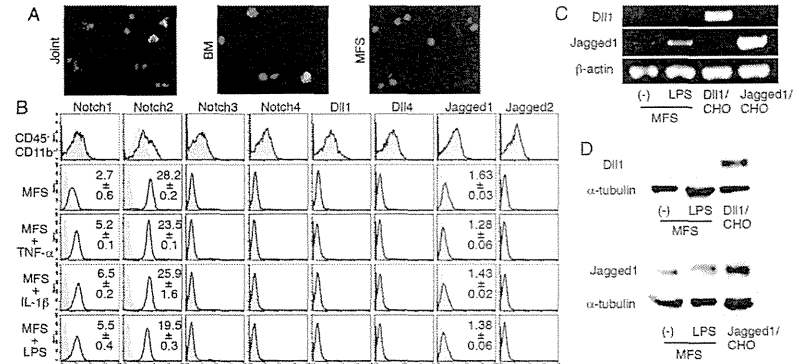 A
Joint
BM
MFS
B
Notch1 Notch2 Notch3 Notch4 Dll1 Dll4 Jagged1 Jagged2
CD45-
CD11b-
MFS
2.7
±
0.6
28.2
±
0.2
1.63
±
0.03
MFS
+
TNF-α
5.2
±
0.1
23.5
±
0.1
1.28
±
0.06
MFS
+
IL-1β
6.5
±
0.2
25.9
±
1.6
1.43
±
0.02
MFS
+
LPS
5.5
±
0.4
19.5
±
0.3
1.38
±
0.06
C
Dll1
Jagged1
β-actin
(-) LPS Dll1/CHO Jagged1/CHO
MFS
D
Dll1
α-tubulin
(-) LPS Dll1/CHO
MFS
Jagged1
α-tubulin
(-) LPS Jagged1/CHO
MFS